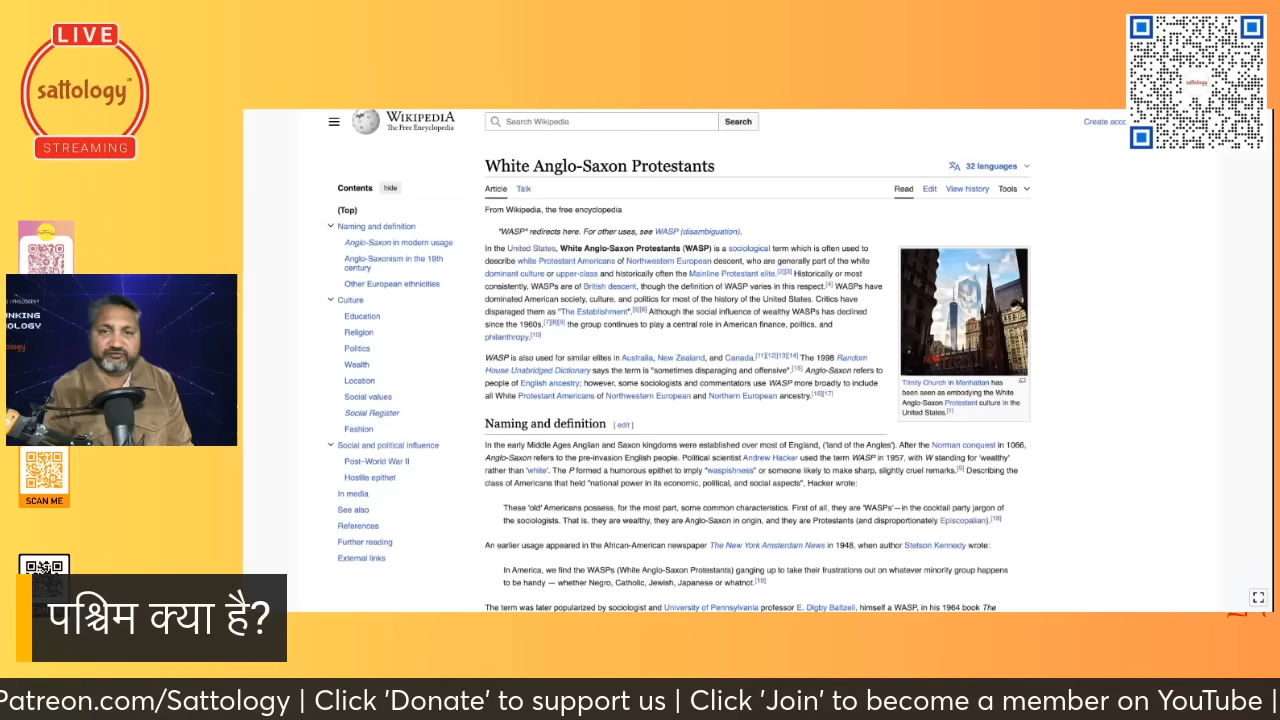 LIVE
sattology™
STREAMING
sattology
WIKIPEDIA
The Free Encyclopedia
Search Wikipedia
Search
White Anglo-Saxon Protestants
32 languages
Article Talk
Read Edit View history Tools
From Wikipedia, the free encyclopedia
"WASP" redirects here. For other uses, see WASP (disambiguation).
In the United States, White Anglo-Saxon Protestants (WASP) is a sociological term which is often used to
describe white Protestant Americans of Northwestern European descent, who are generally part of the white
dominant culture or upper-class and historically often the Mainline Protestant elite.[2][3] Historically or most
consistently, WASPs are of British descent, though the definition of WASP varies in this respect.[4] WASPs have
dominated American society, culture, and politics for most of the history of the United States. Critics have
disparaged them as "The Establishment".[5][6] Although the social influence of wealthy WASPs has declined
since the 1960s,[7][8][9] the group continues to play a central role in American finance, politics, and
philanthropy.[10]
WASP is also used for similar elites in Australia, New Zealand, and Canada.[11][12][13][14] The 1998 Random
House Unabridged Dictionary says the term is "sometimes disparaging and offensive".[15] Anglo-Saxon refers to
people of English ancestry; however, some sociologists and commentators use WASP more broadly to include
all White Protestant Americans of Northwestern European and Northern European ancestry.[16][17]
Trinity Church in Manhattan has
been seen as embodying the White
Anglo-Saxon Protestant culture in the
United States.[1]
Naming and definition [ edit ]
In the early Middle Ages Anglian and Saxon kingdoms were established over most of England, ('land of the Angles'). After the Norman conquest in 1066,
Anglo-Saxon refers to the pre-invasion English people. Political scientist Andrew Hacker used the term WASP in 1957, with W standing for 'wealthy'
rather than 'white'. The P formed a humorous epithet to imply "waspishness" or someone likely to make sharp, slightly cruel remarks.[5] Describing the
class of Americans that held "national power in its economic, political, and social aspects", Hacker wrote:
These 'old' Americans possess, for the most part, some common characteristics. First of all, they are 'WASPs'—in the cocktail party jargon of
the sociologists. That is, they are wealthy, they are Anglo-Saxon in origin, and they are Protestants (and disproportionately Episcopalian).[18]
An earlier usage appeared in the African-American newspaper The New York Amsterdam News in 1948, when author Stetson Kennedy wrote:
In America, we find the WASPs (White Anglo-Saxon Protestants) ganging up to take their frustrations out on whatever minority group happens
to be handy — whether Negro, Catholic, Jewish, Japanese or whatnot.[19]
The term was later popularized by sociologist and University of Pennsylvania professor E. Digby Baltzell, himself a WASP, in his 1964 book The
Contents hide
(Top)
Naming and definition
Anglo-Saxon in modern usage
Anglo-Saxonism in the 19th
century
Other European ethnicities
Culture
Education
Religion
Politics
Wealth
Location
Social values
Social Register
Fashion
Social and political influence
Post–World War II
Hostile epithet
In media
See also
References
Further reading
External links
SCAN ME
पश्चिम क्या है?
Patreon.com/Sattology | Click 'Donate' to support us | Click 'Join' to become a member on YouTube |